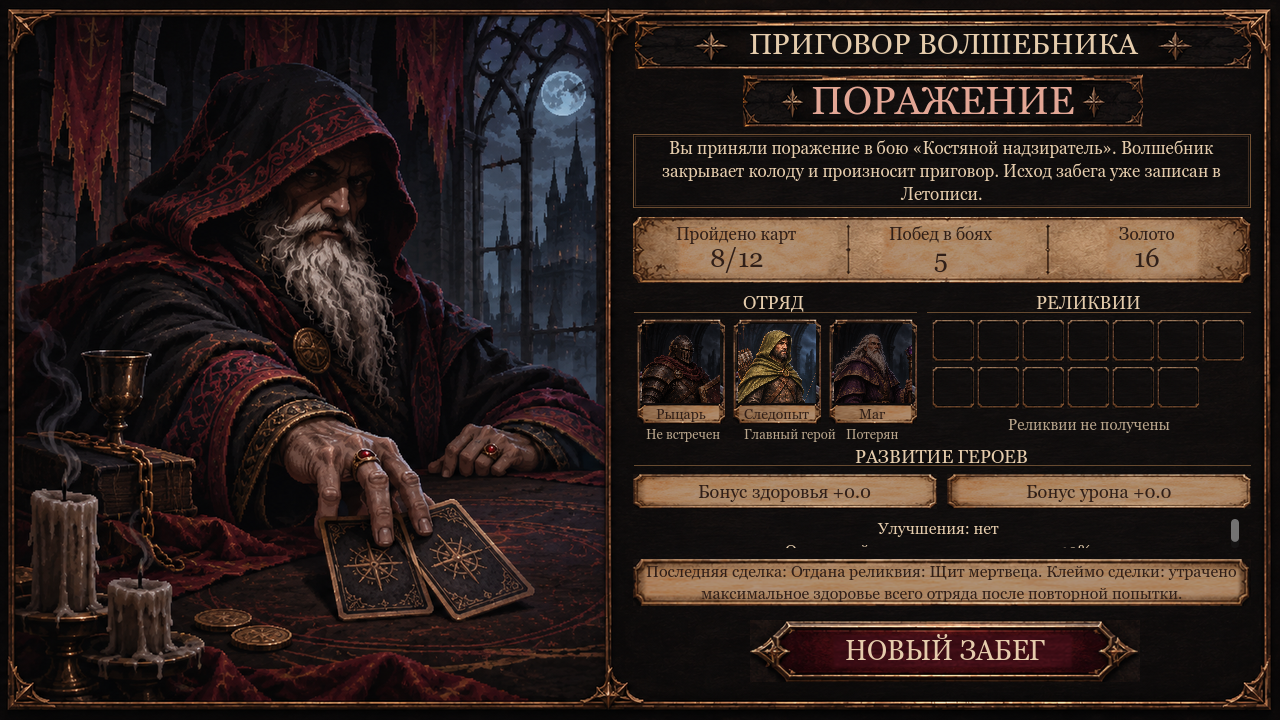 ПРИГОВОР ВОЛШЕБНИКА
ПОРАЖЕНИЕ
Вы приняли поражение в бою «Костяной надзиратель». Волшебник
закрывает колоду и произносит приговор. Исход забега уже записан в
Летописи.
Пройдено карт
8/12
Побед в боях
5
Золото
16
ОТРЯД
РЕЛИКВИИ
Рыцарь
Следопыт
Маг
Не встречен
Главный герой
Потерян
Реликвии не получены
РАЗВИТИЕ ГЕРОЕВ
Бонус здоровья +0.0
Бонус урона +0.0
Улучшения: нет
Последняя сделка: Отдана реликвия: Щит мертвеца. Клеймо сделки: утрачено
максимальное здоровье всего отряда после повторной попытки.
НОВЫЙ ЗАБЕГ